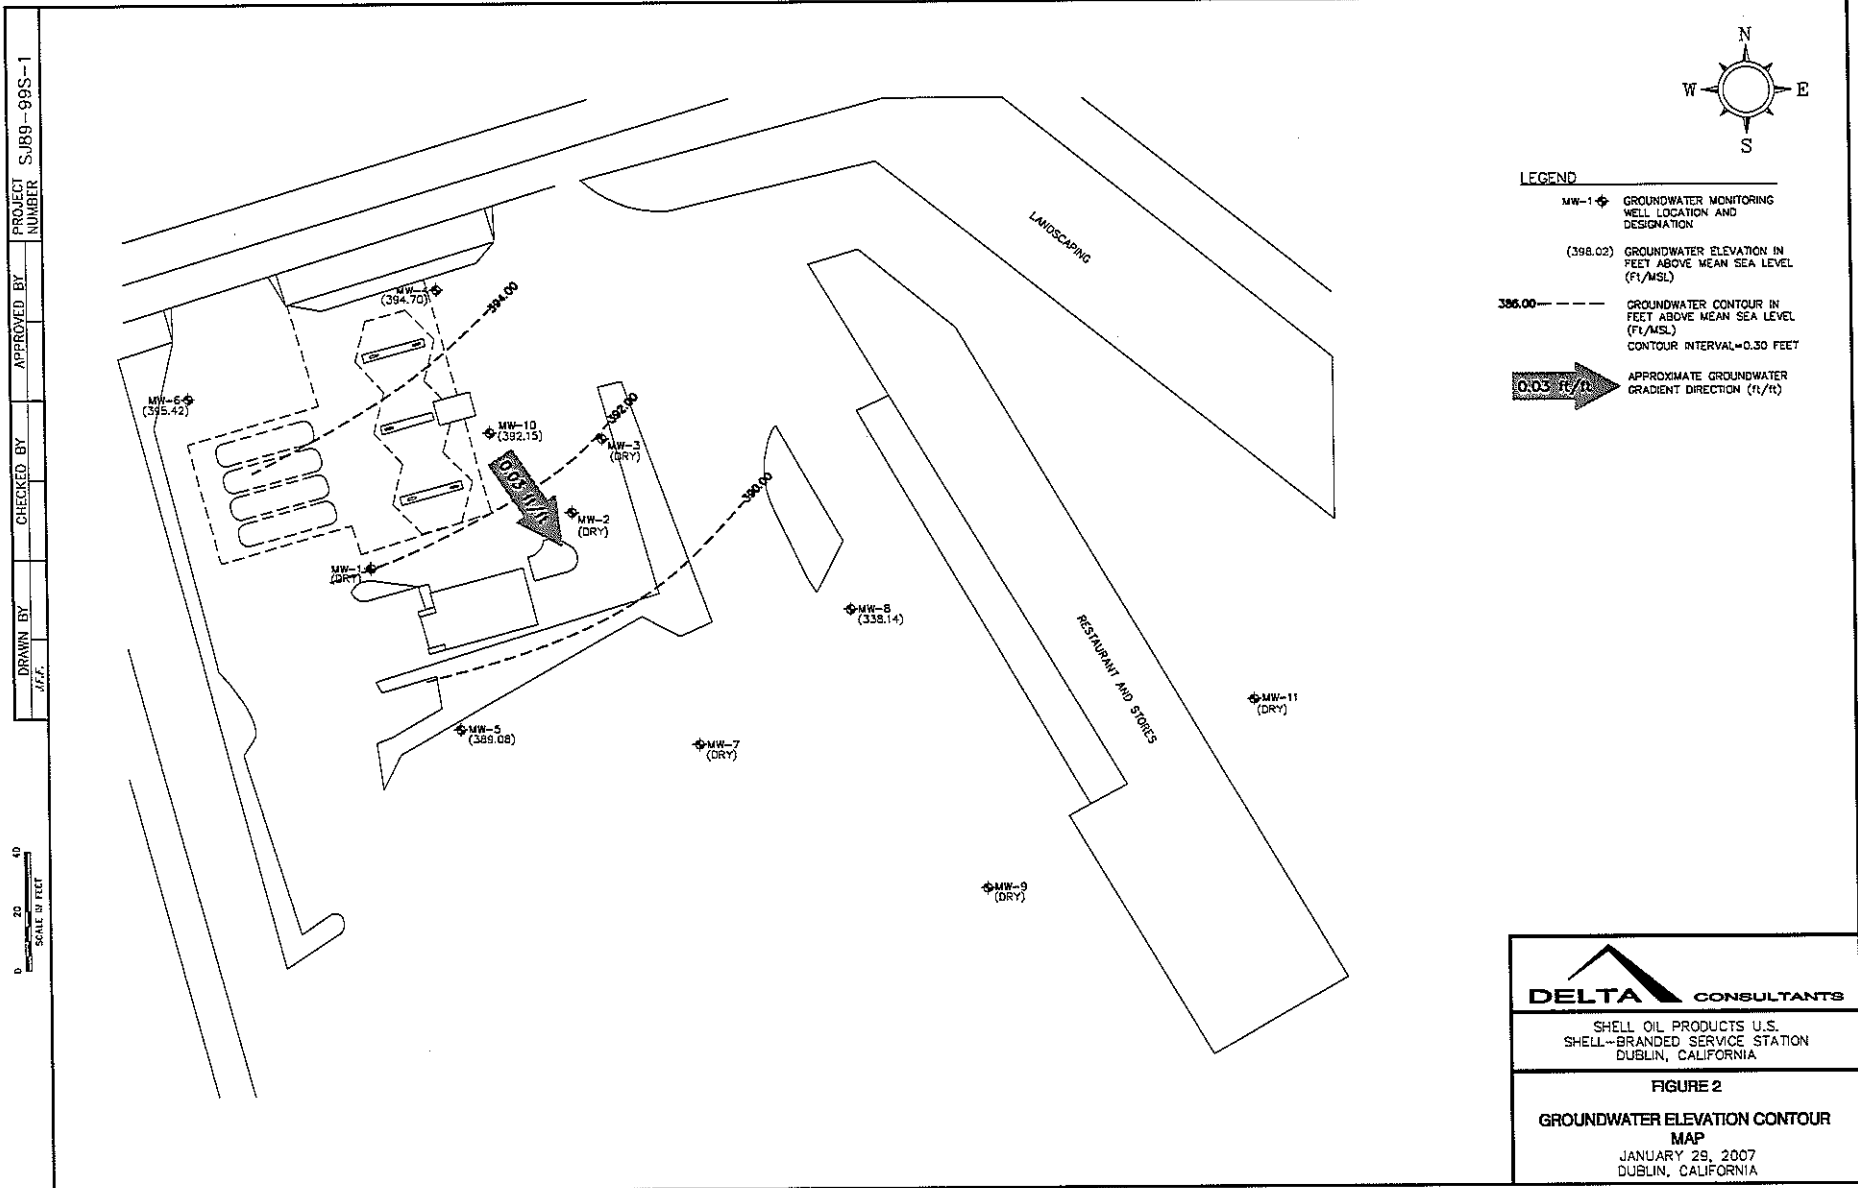 PROJECT
NUMBER
SJB9-99S-1
APPROVED BY
CHECKED BY
DRAWN BY
J.F.F.
0 20 40
SCALE IN FEET
N
W E
S
LEGEND
MW-1
GROUNDWATER MONITORING
WELL LOCATION AND
DESIGNATION
(398.02)
GROUNDWATER ELEVATION IN
FEET ABOVE MEAN SEA LEVEL
(Ft/MSL)
386.00
GROUNDWATER CONTOUR IN
FEET ABOVE MEAN SEA LEVEL
(Ft/MSL)
CONTOUR INTERVAL=0.30 FEET
0.03 ft/ft
APPROXIMATE GROUNDWATER
GRADIENT DIRECTION (ft/ft)
LANDSCAPING
MW-4
(394.70)
394.00
MW-6
(395.42)
MW-10
(392.15)
392.00
MW-3
(DRY)
0.03 ft/ft
390.00
MW-2
(DRY)
MW-1
(DRY)
MW-8
(338.14)
RESTAURANT AND STORES
MW-11
(DRY)
MW-5
(389.08)
MW-7
(DRY)
MW-9
(DRY)
DELTA CONSULTANTS
SHELL OIL PRODUCTS U.S.
SHELL-BRANDED SERVICE STATION
DUBLIN, CALIFORNIA
FIGURE 2
GROUNDWATER ELEVATION CONTOUR
MAP
JANUARY 29, 2007
DUBLIN, CALIFORNIA